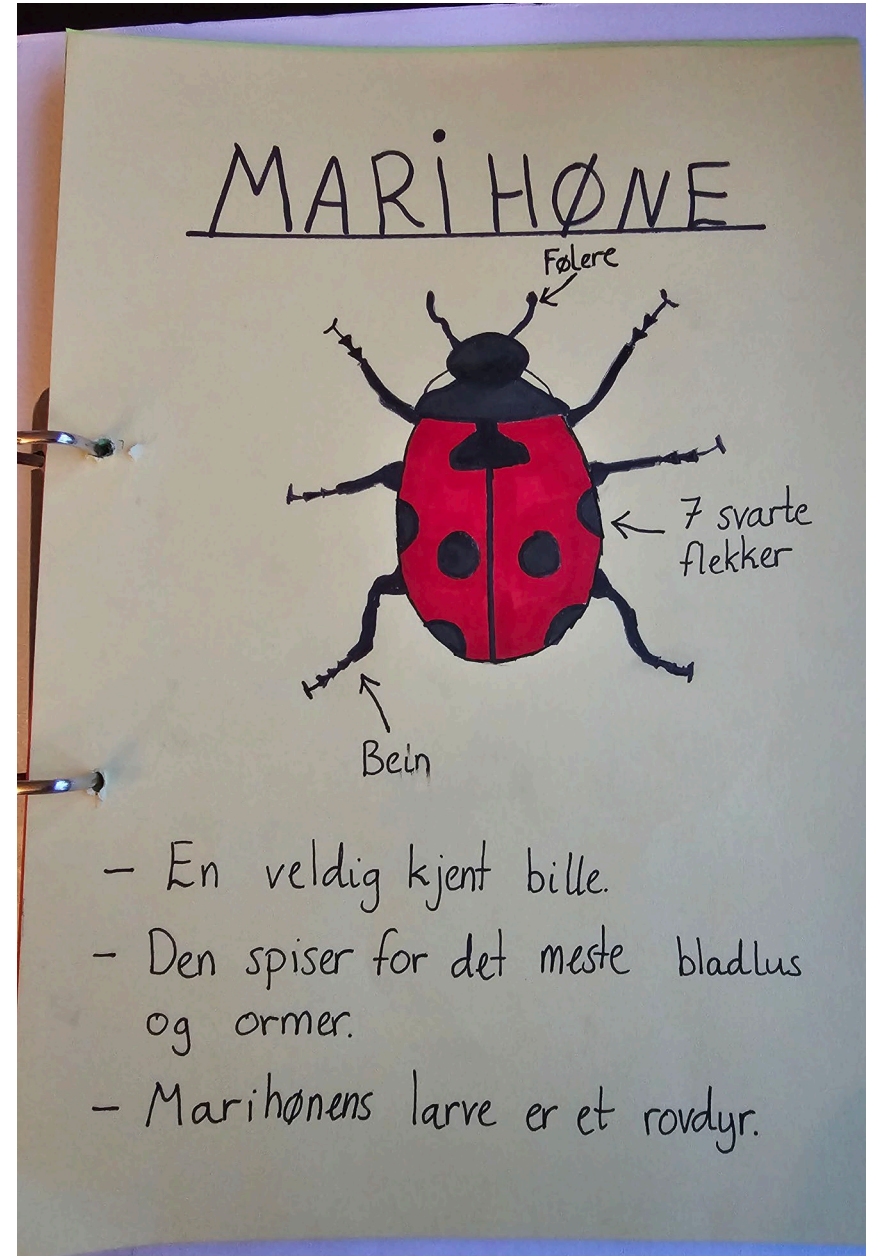 MARiHØNE
Følere
7 svarte
flekker
Bein
- En veldig kjent bille.
- Den spiser for det meste bladlus
og ormer.
- Marihønens larve er et rovdyr.